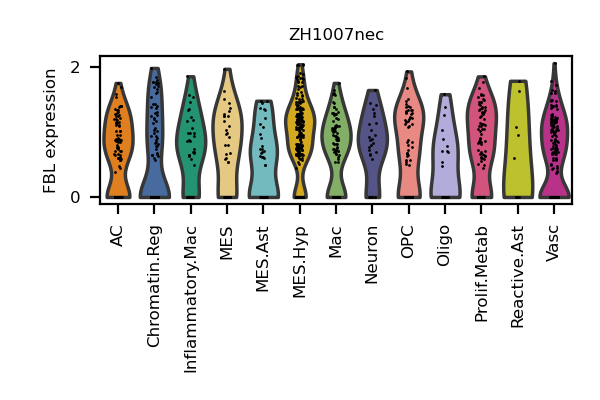 ZH1007nec
FBL expression
2
0
AC
Chromatin.Reg
Inflammatory.Mac
MES
MES.Ast
MES.Hyp
Mac
Neuron
OPC
Oligo
Prolif.Metab
Reactive.Ast
Vasc